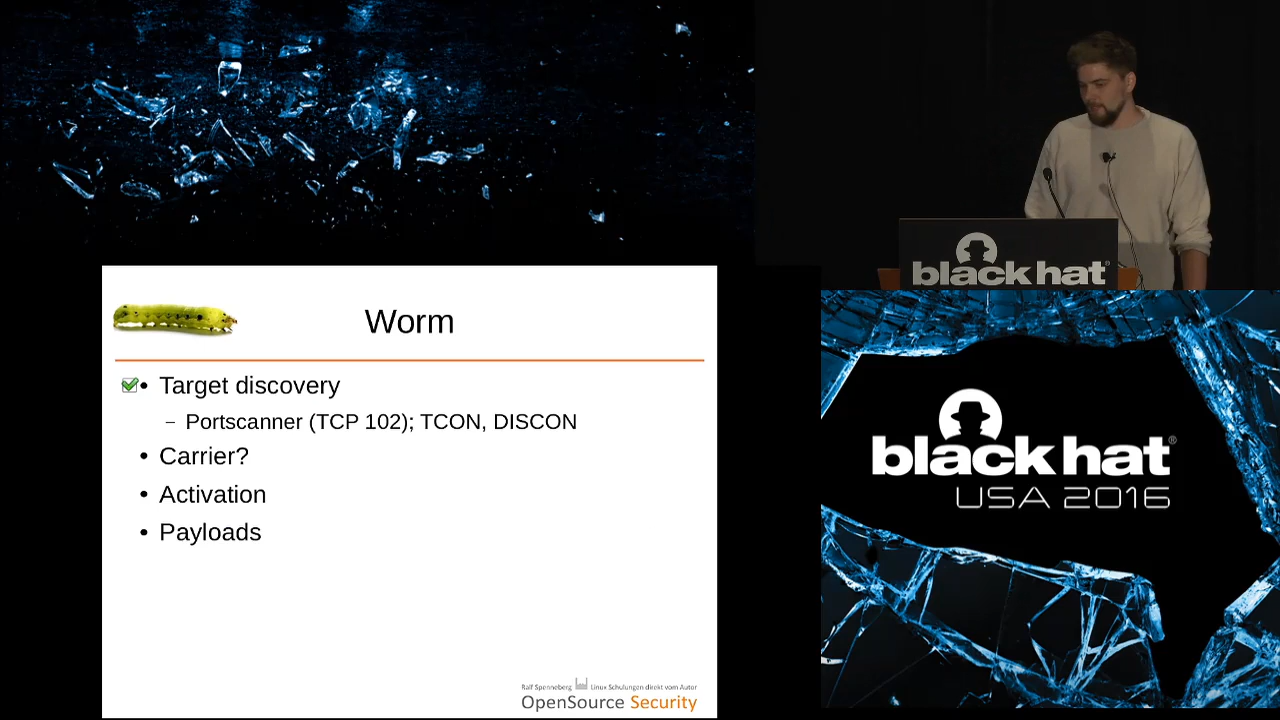 Worm
• Target discovery
– Portscanner (TCP 102); TCON, DISCON
• Carrier?
• Activation
• Payloads
Ralf Spenneberg Linux Schulungen direkt vom Autor
OpenSource Security
black hat®
black hat®
USA 2016